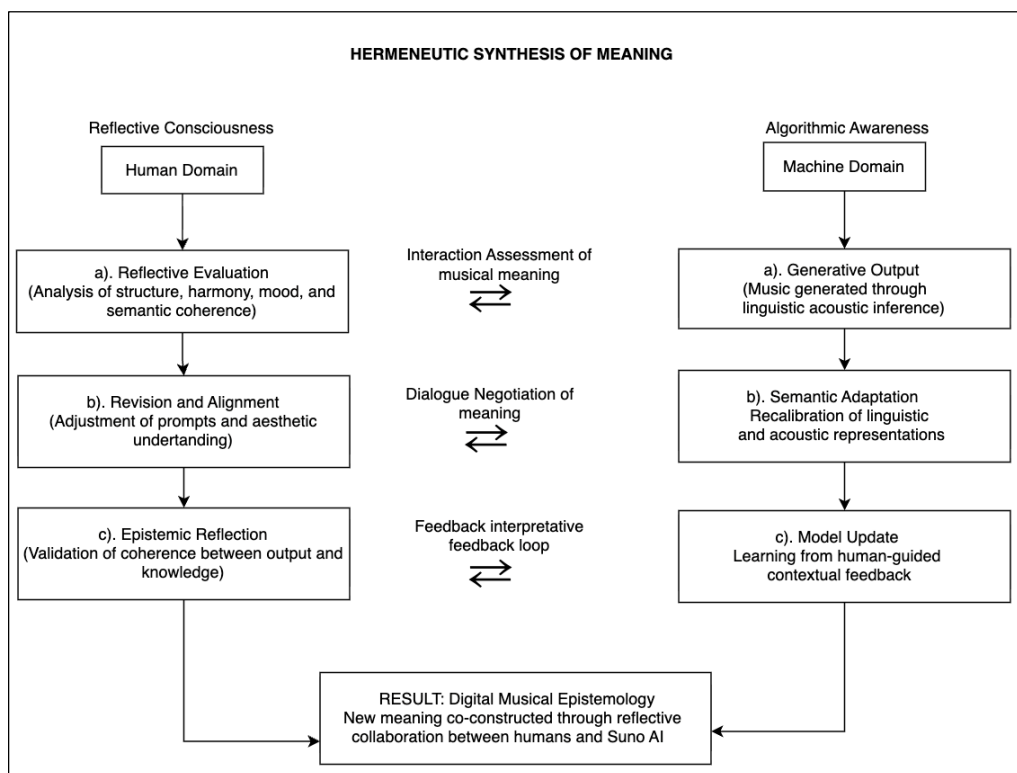 HERMENEUTIC SYNTHESIS OF MEANING
Reflective Consciousness
Human Domain
Algorithmic Awareness
Machine Domain
a). Reflective Evaluation
(Analysis of structure, harmony, mood, and
semantic coherence)
Interaction Assessment of
musical meaning
a). Generative Output
(Music generated through
linguistic acoustic inference)
b). Revision and Alignment
(Adjustment of prompts and aesthetic
undertanding)
Dialogue Negotiation of
meaning
b). Semantic Adaptation
Recalibration of linguistic
and acoustic representations
c). Epistemic Reflection
(Validation of coherence between output and
knowledge)
Feedback interpretative
feedback loop
c). Model Update
Learning from human-guided
contextual feedback
RESULT: Digital Musical Epistemology
New meaning co-constructed through reflective
collaboration between humans and Suno AI